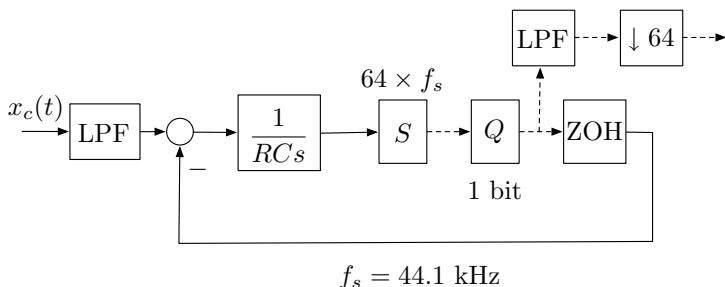 LPF
↓ 64
64 × f_s
x_c(t)
LPF
1
RCs
S
Q
ZOH
−
1 bit
f_s = 44.1 kHz